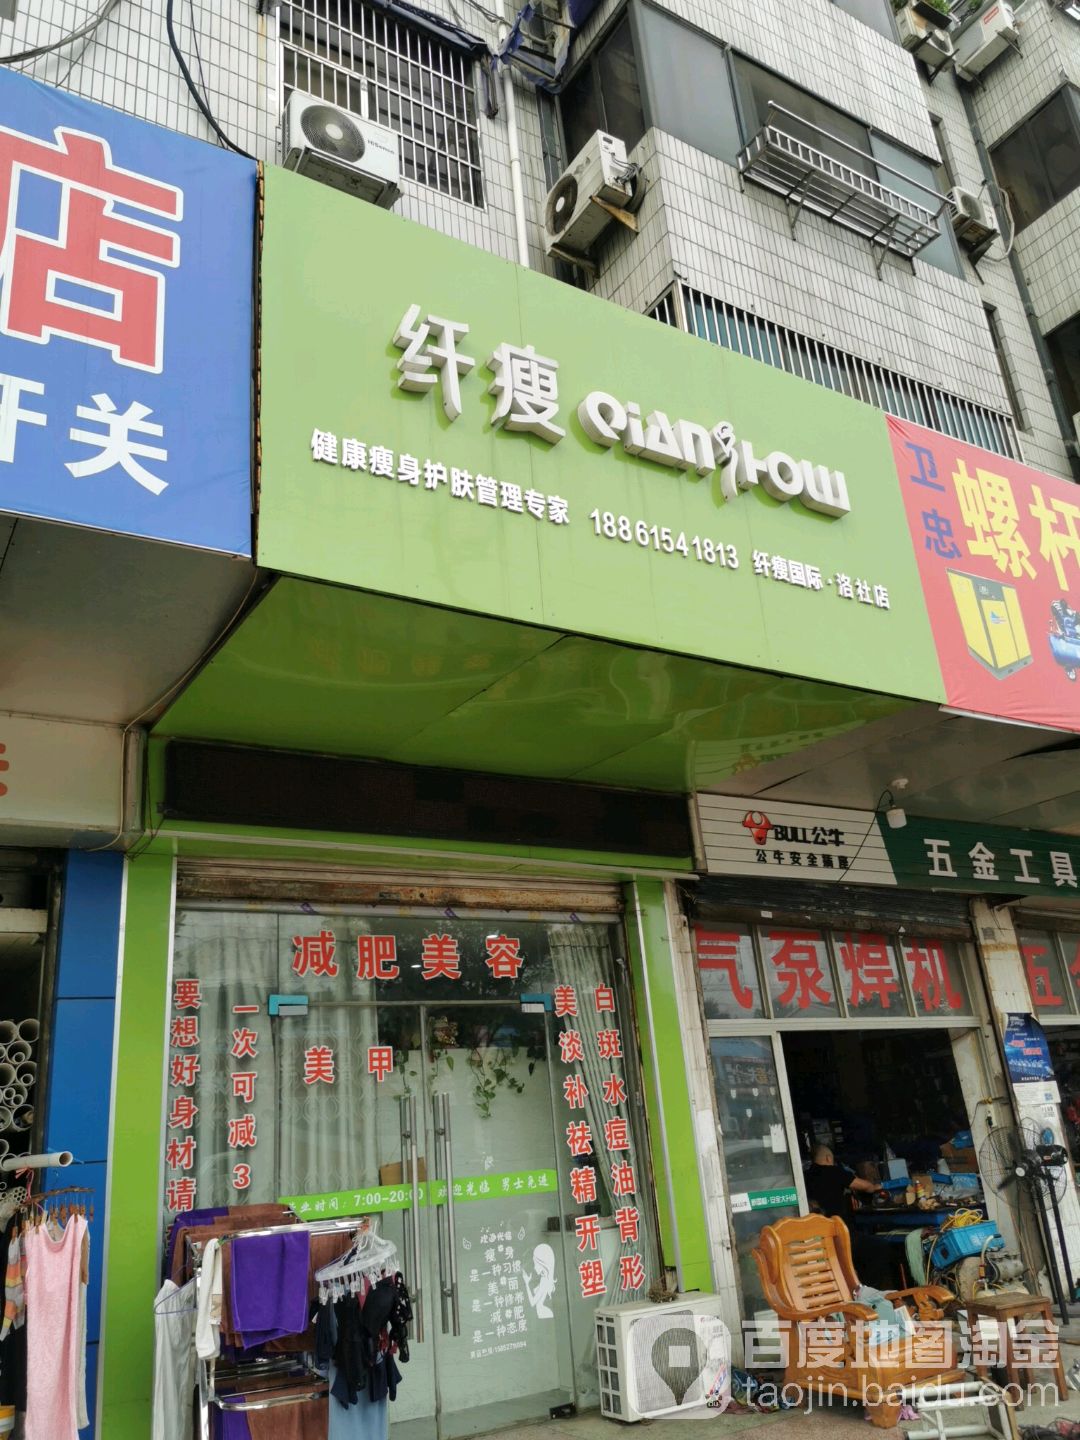 店
开关
纤瘦 QiANSHOW
健康瘦身护肤管理专家 18861541813 纤瘦国际·洛社店
卫忠
螺杆
BULL公牛
公牛安全插座
五金工具
减肥美容
要想好身材请
一次可减3
美甲
美淡补祛精开塑
白斑水痘油背形
业时间：7:00-20:00 欢迎光临 男士免进
欢迎光临
瘦身
是一种习惯
美丽
是一种修养
减肥
是一种态度
气泵焊机
五
Hisense
百度地图淘金
taojin.baidu.com